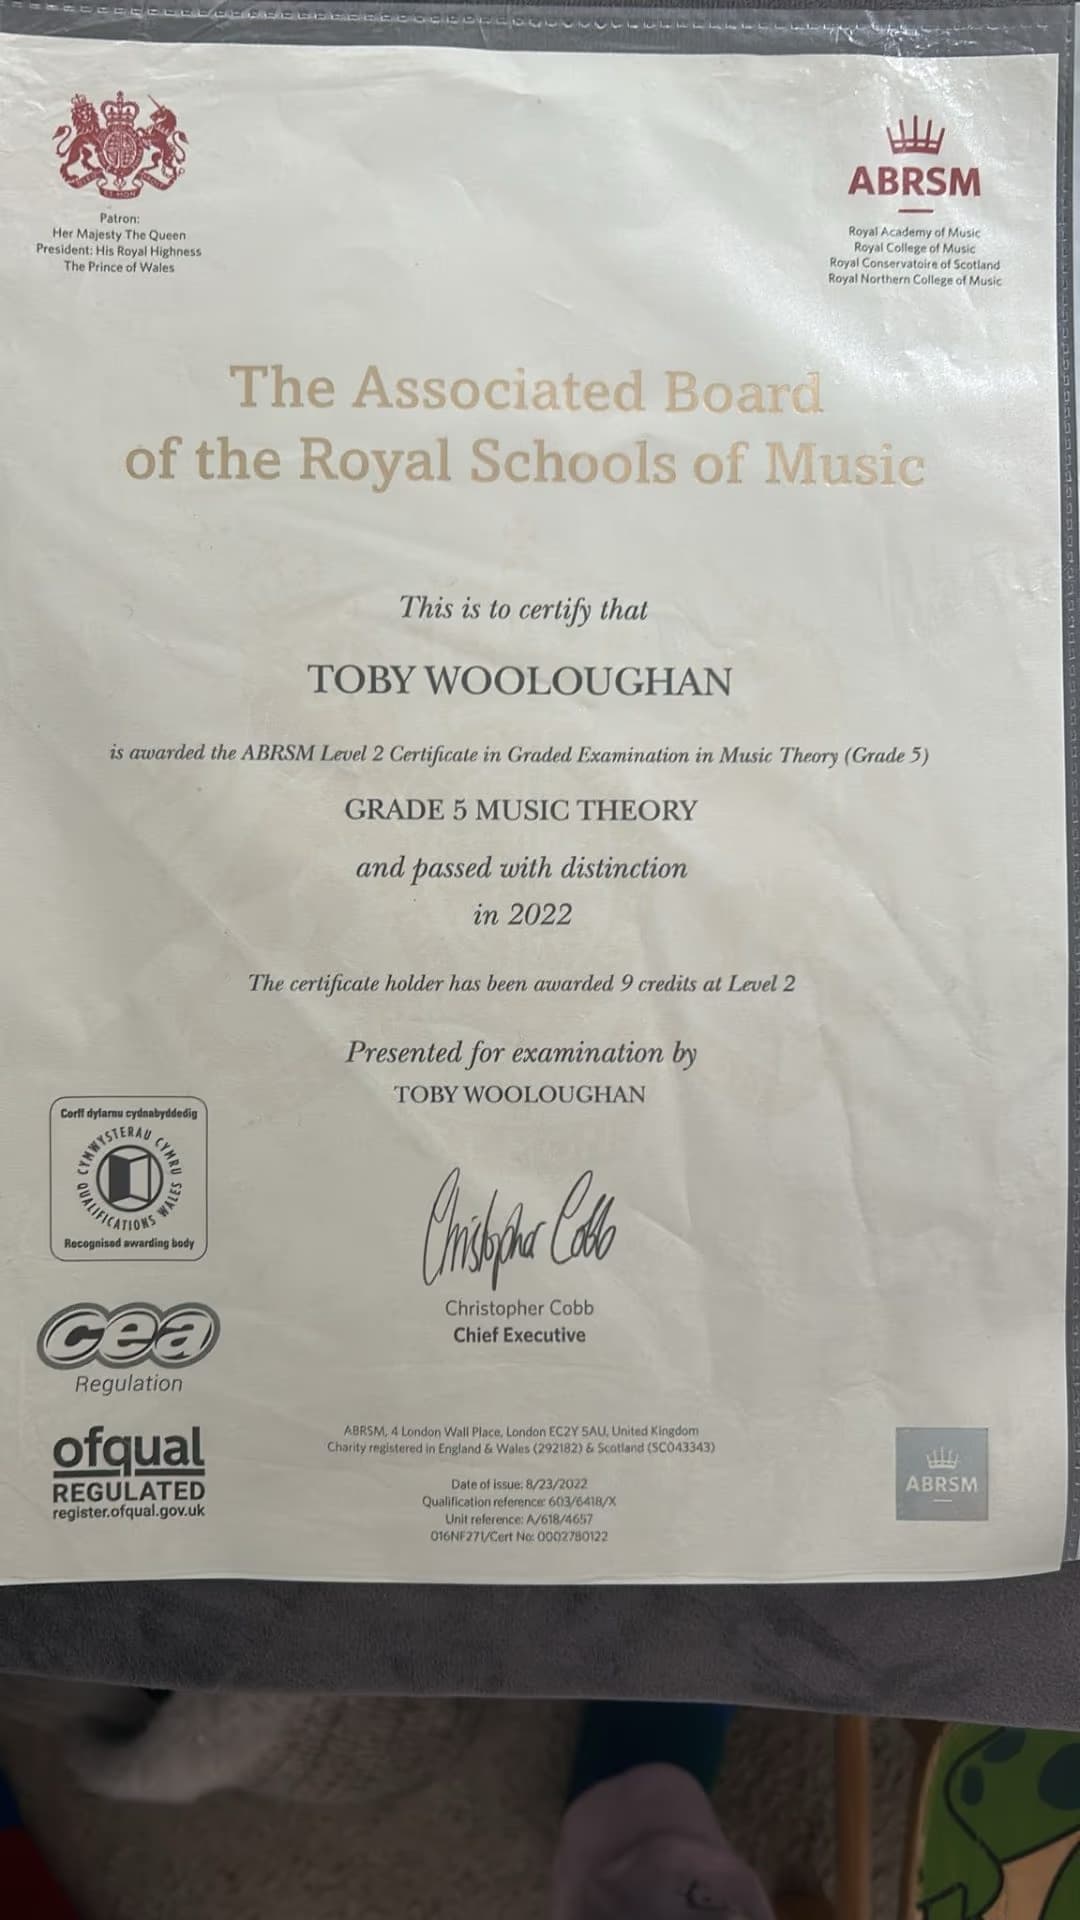 Patron:
Her Majesty The Queen
President: His Royal Highness
The Prince of Wales
ABRSM
Royal Academy of Music
Royal College of Music
Royal Conservatoire of Scotland
Royal Northern College of Music
The Associated Board
of the Royal Schools of Music
This is to certify that
TOBY WOOLOUGHAN
is awarded the ABRSM Level 2 Certificate in Graded Examination in Music Theory (Grade 5)
GRADE 5 MUSIC THEORY
and passed with distinction
in 2022
The certificate holder has been awarded 9 credits at Level 2
Presented for examination by
TOBY WOOLOUGHAN
Corff dyfarnu cydnabyddedig
CYMWYSTERAU CYMRU
QUALIFICATIONS WALES
Recognised awarding body
Christopher Cobb
Christopher Cobb
Chief Executive
cea
Regulation
ofqual
REGULATED
register.ofqual.gov.uk
ABRSM, 4 London Wall Place, London EC2Y 5AU, United Kingdom
Charity registered in England & Wales (292182) & Scotland (SC043343)
Date of issue: 8/23/2022
Qualification reference: 603/6418/X
Unit reference: A/618/4657
016NF271/Cert No: 0002780122
ABRSM